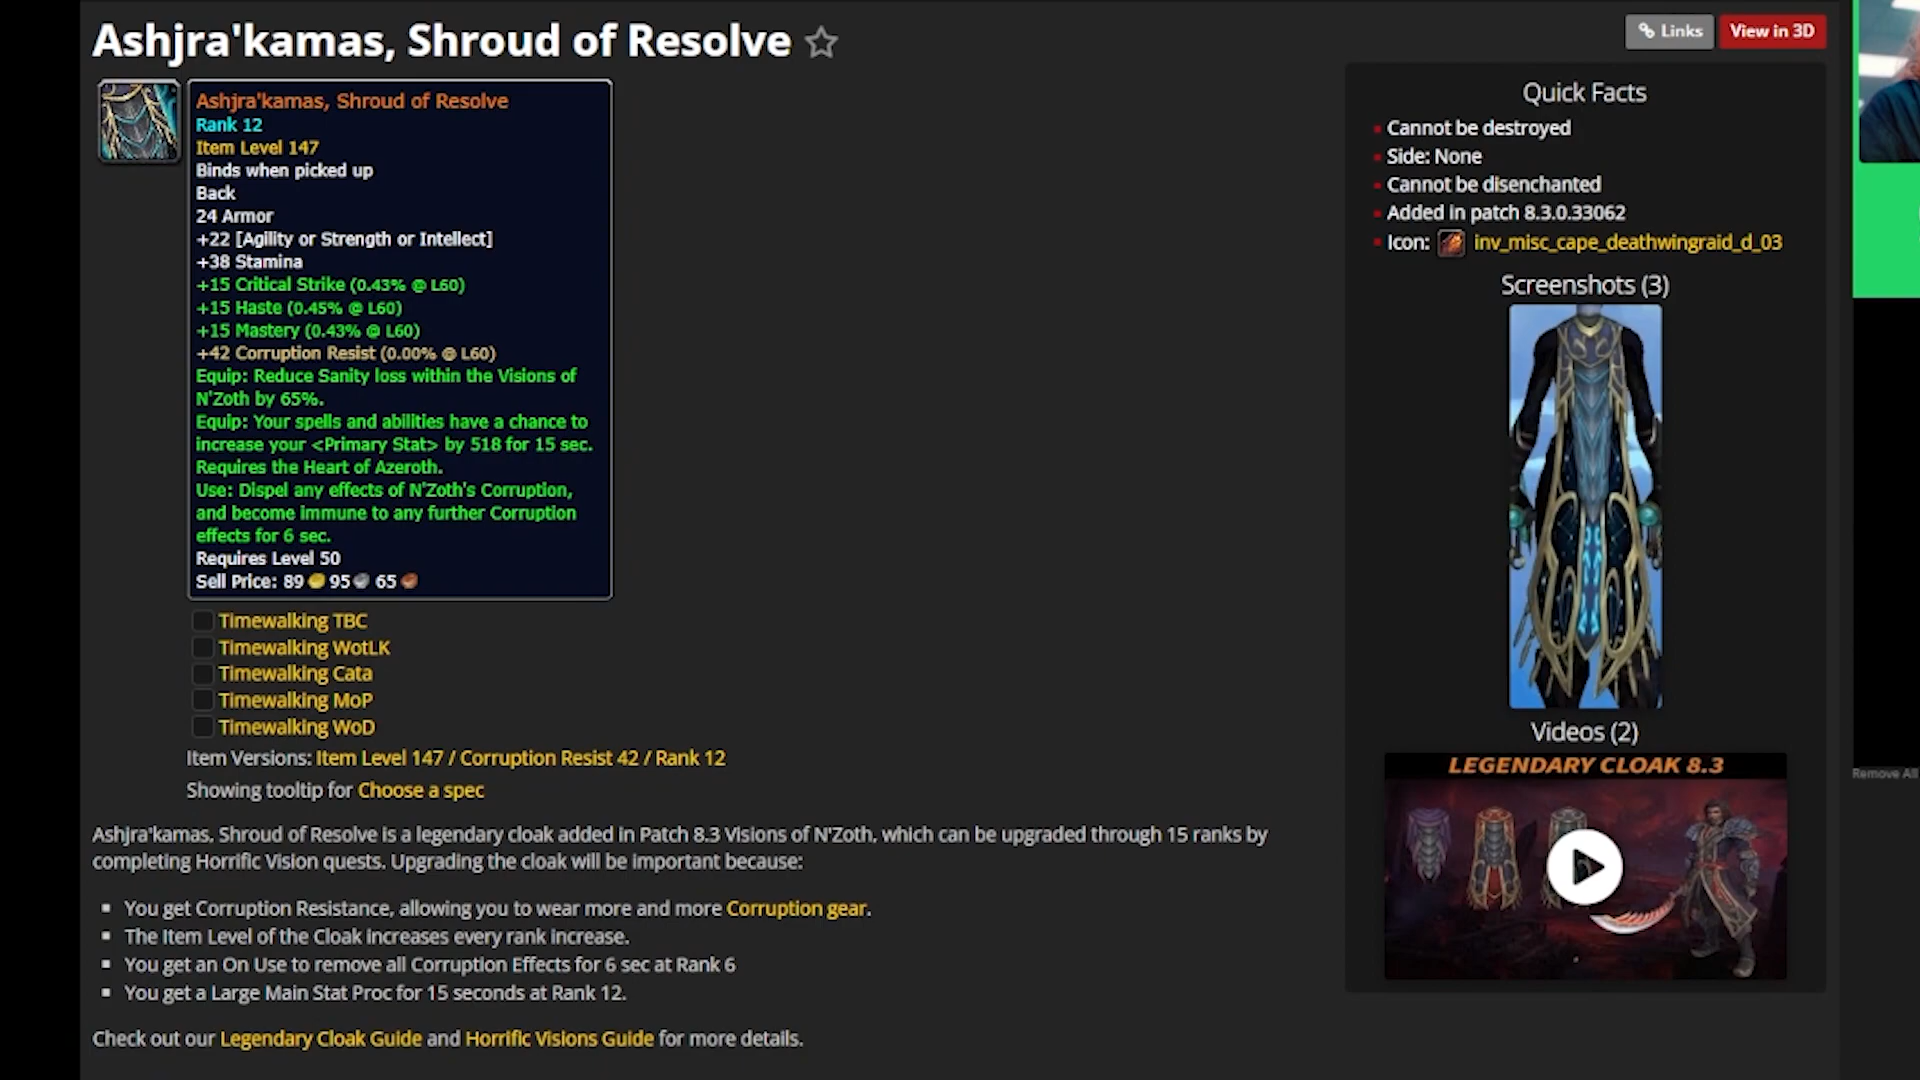 Ashjra'kamas, Shroud of Resolve
Links
View in 3D
Ashjra'kamas, Shroud of Resolve
Rank 12
Item Level 147
Binds when picked up
Back
24 Armor
+22 [Agility or Strength or Intellect]
+38 Stamina
+15 Critical Strike (0.43% @ L60)
+15 Haste (0.45% @ L60)
+15 Mastery (0.43% @ L60)
+42 Corruption Resist (0.00% @ L60)
Equip: Reduce Sanity loss within the Visions of
N'Zoth by 65%.
Equip: Your spells and abilities have a chance to
increase your <Primary Stat> by 518 for 15 sec.
Requires the Heart of Azeroth.
Use: Dispel any effects of N'Zoth's Corruption,
and become immune to any further Corruption
effects for 6 sec.
Requires Level 50
Sell Price: 89 95 65
Timewalking TBC
Timewalking WotLK
Timewalking Cata
Timewalking MoP
Timewalking WoD
Item Versions: Item Level 147 / Corruption Resist 42 / Rank 12
Showing tooltip for Choose a spec
Ashjra'kamas, Shroud of Resolve is a legendary cloak added in Patch 8.3 Visions of N'Zoth, which can be upgraded through 15 ranks by
completing Horrific Vision quests. Upgrading the cloak will be important because:
You get Corruption Resistance, allowing you to wear more and more Corruption gear.
The Item Level of the Cloak increases every rank increase.
You get an On Use to remove all Corruption Effects for 6 sec at Rank 6
You get a Large Main Stat Proc for 15 seconds at Rank 12.
Check out our Legendary Cloak Guide and Horrific Visions Guide for more details.
Quick Facts
Cannot be destroyed
Side: None
Cannot be disenchanted
Added in patch 8.3.0.33062
Icon: inv_misc_cape_deathwingraid_d_03
Screenshots (3)
Videos (2)
LEGENDARY CLOAK 8.3
Remove All